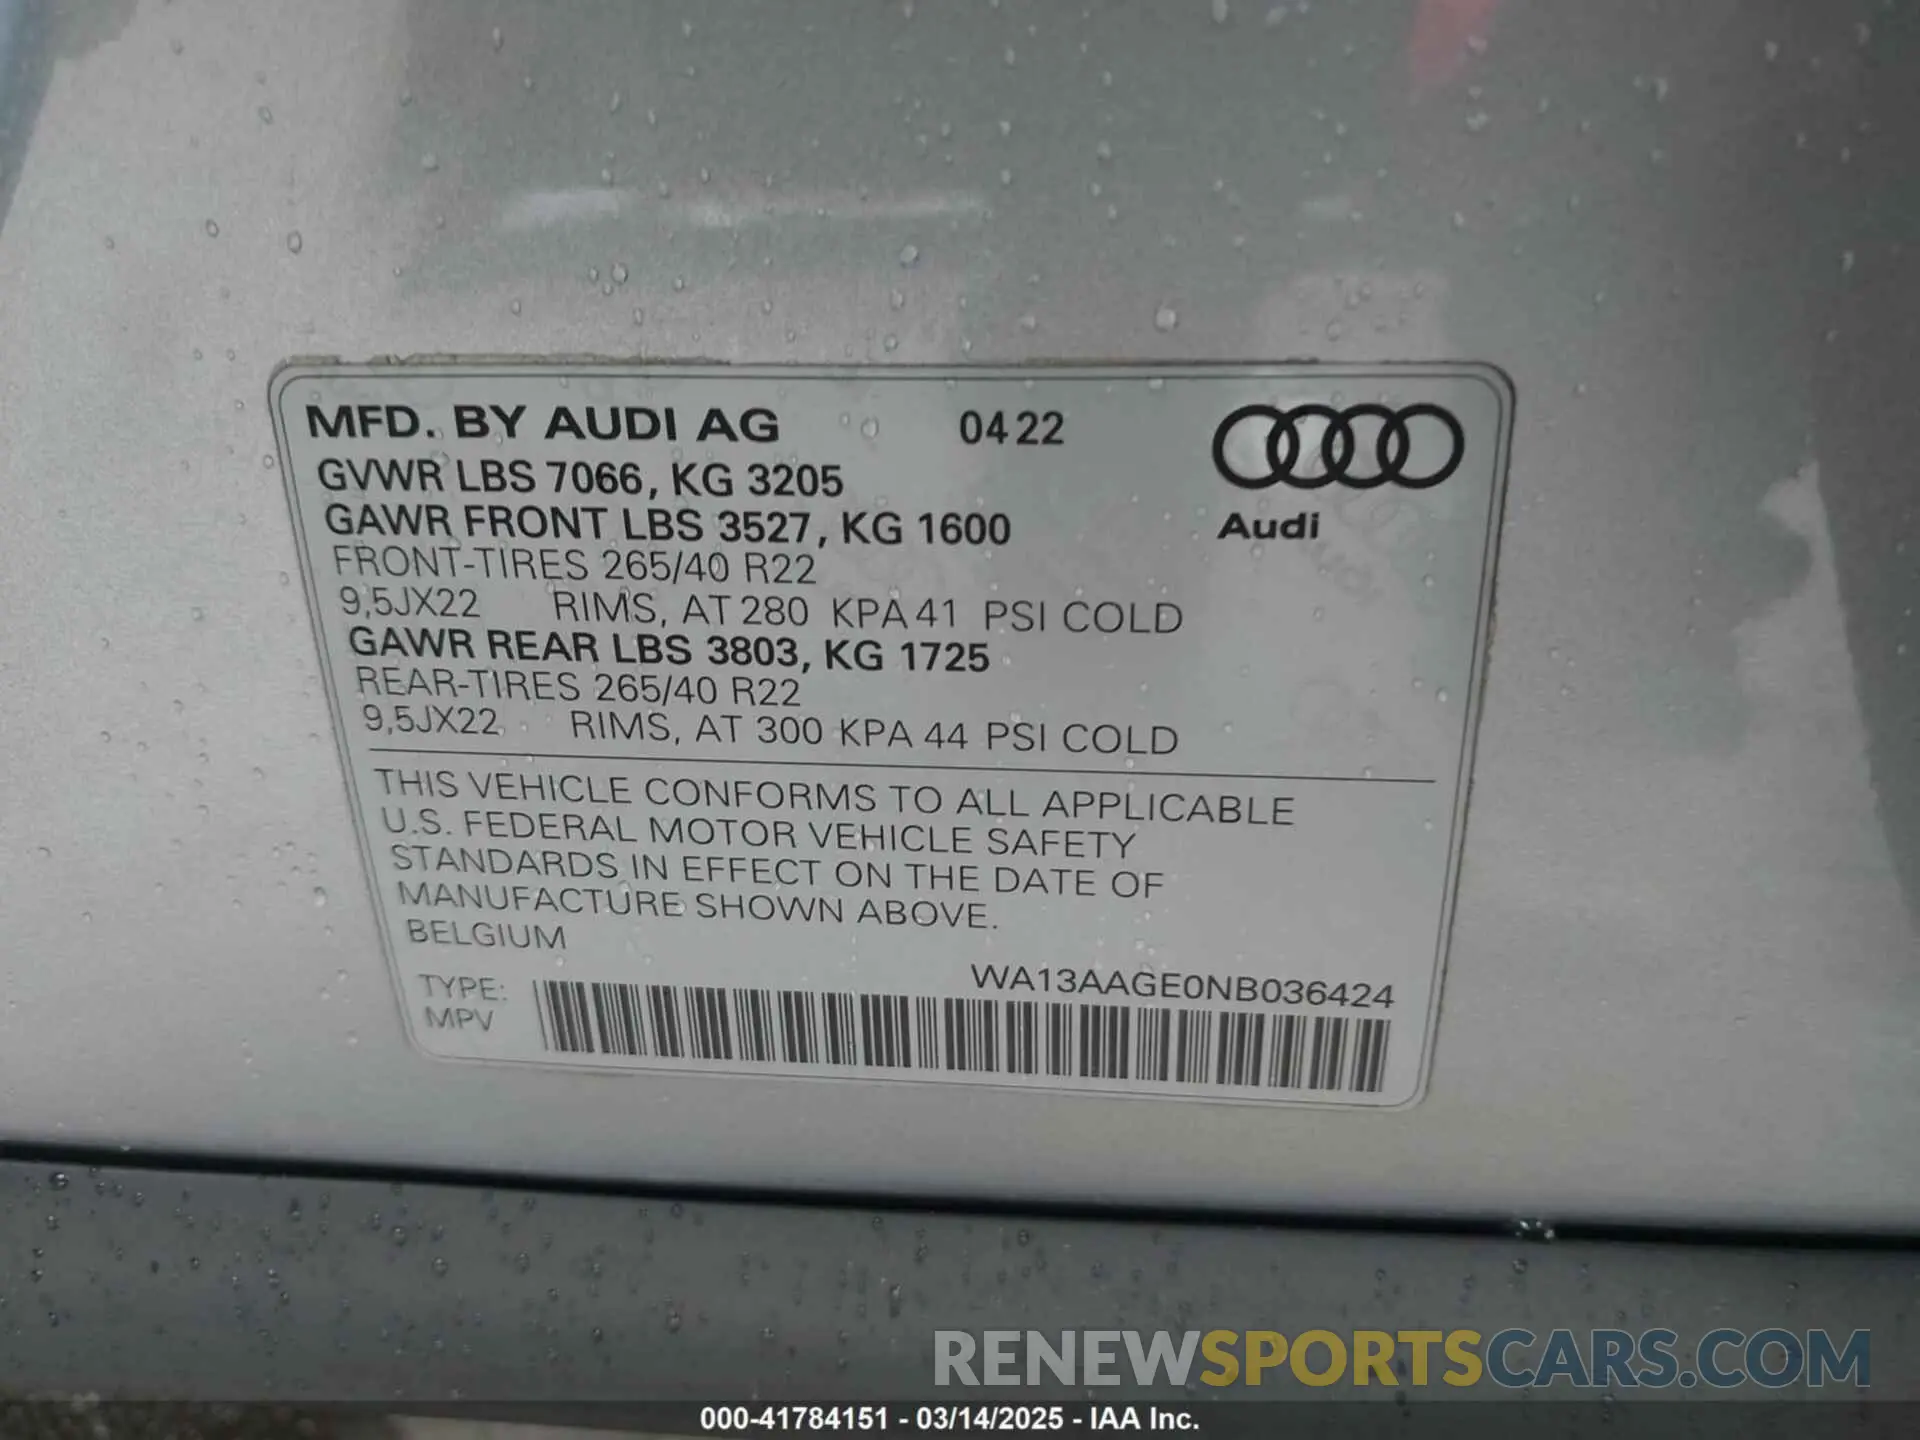 MFD. BY AUDI AG 04 22
GVWR LBS 7066, KG 3205
GAWR FRONT LBS 3527, KG 1600
Audi
FRONT-TIRES 265/40 R22
9,5JX22 RIMS, AT 280 KPA 41 PSI COLD
GAWR REAR LBS 3803, KG 1725
REAR-TIRES 265/40 R22
9,5JX22 RIMS, AT 300 KPA 44 PSI COLD
THIS VEHICLE CONFORMS TO ALL APPLICABLE
U.S. FEDERAL MOTOR VEHICLE SAFETY
STANDARDS IN EFFECT ON THE DATE OF
MANUFACTURE SHOWN ABOVE.
BELGIUM
WA13AAGE0NB036424
TYPE:
MPV
RENEWSPORTSCARS.COM
000-41784151 - 03/14/2025 - IAA Inc.